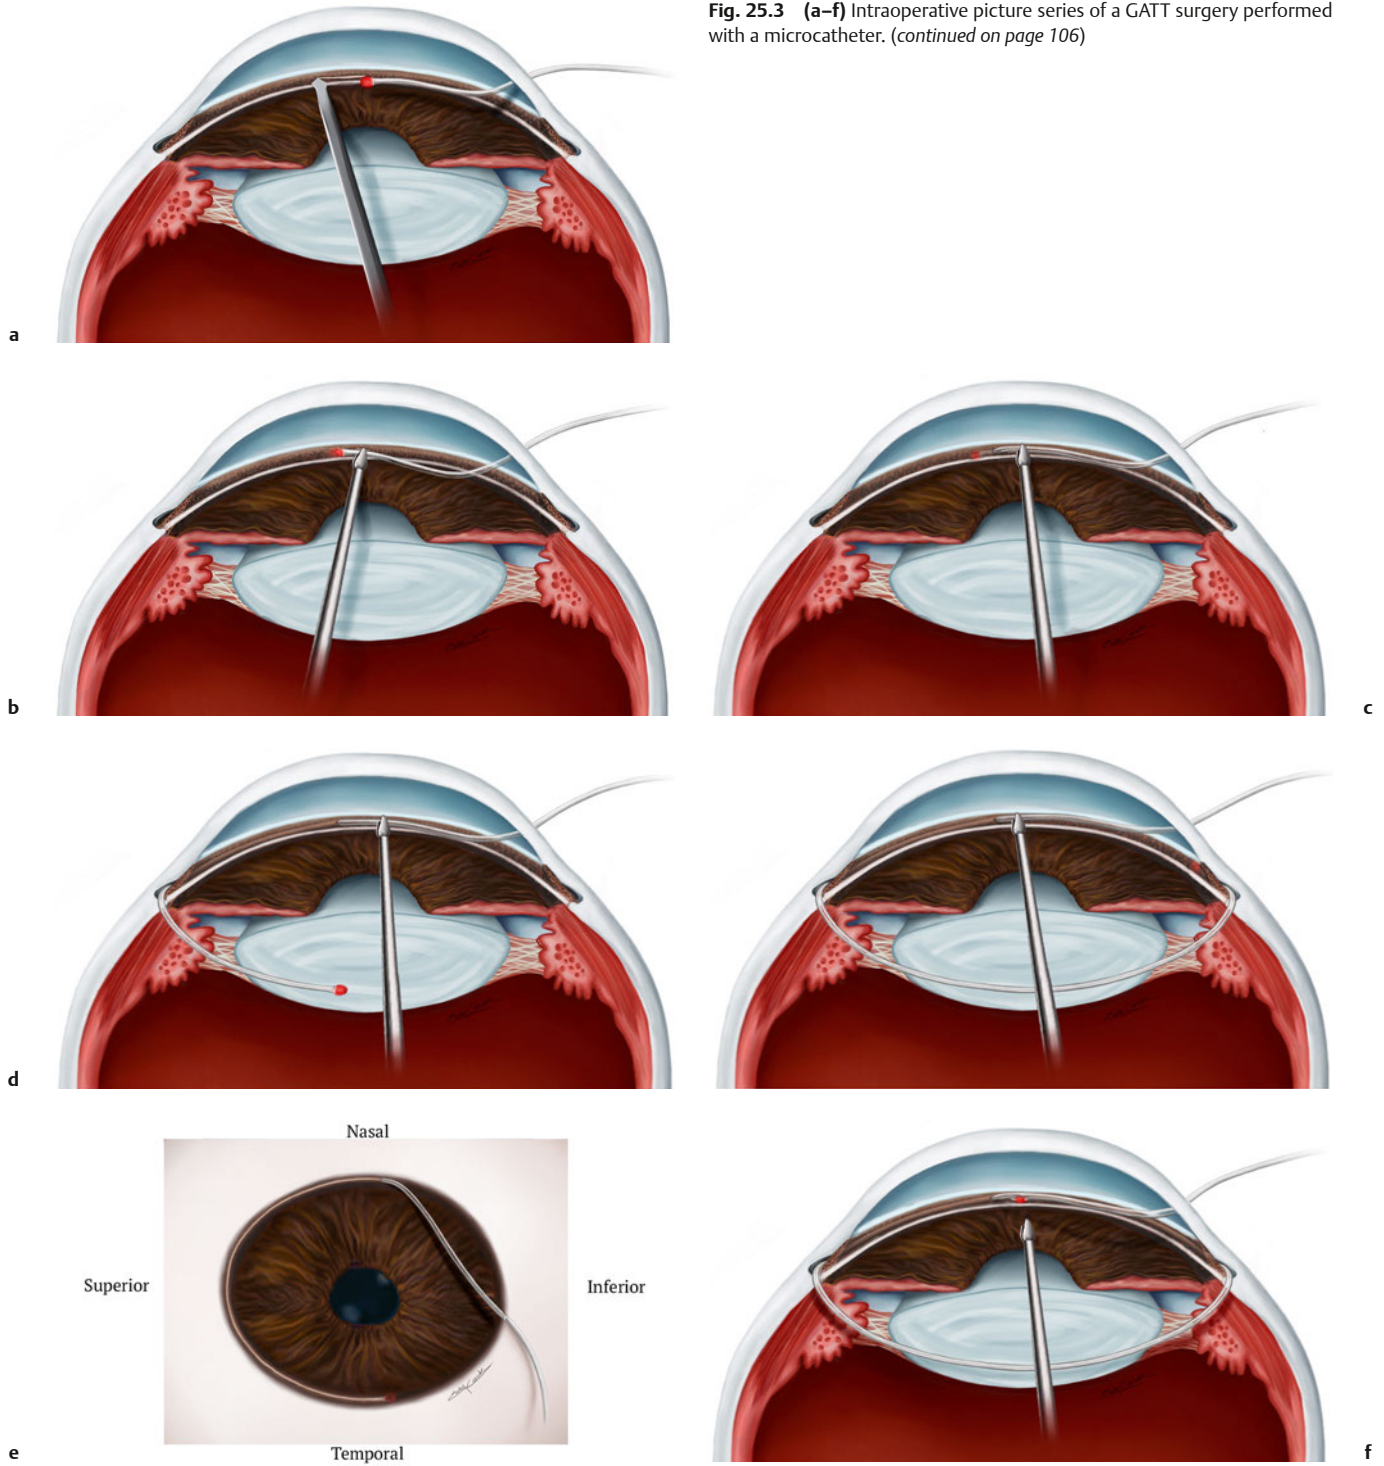 Fig. 25.3 (a–f) Intraoperative picture series of a GATT surgery performed
with a microcatheter. (continued on page 106)
a
b
c
d
Nasal
Superior
Inferior
Temporal
e
f